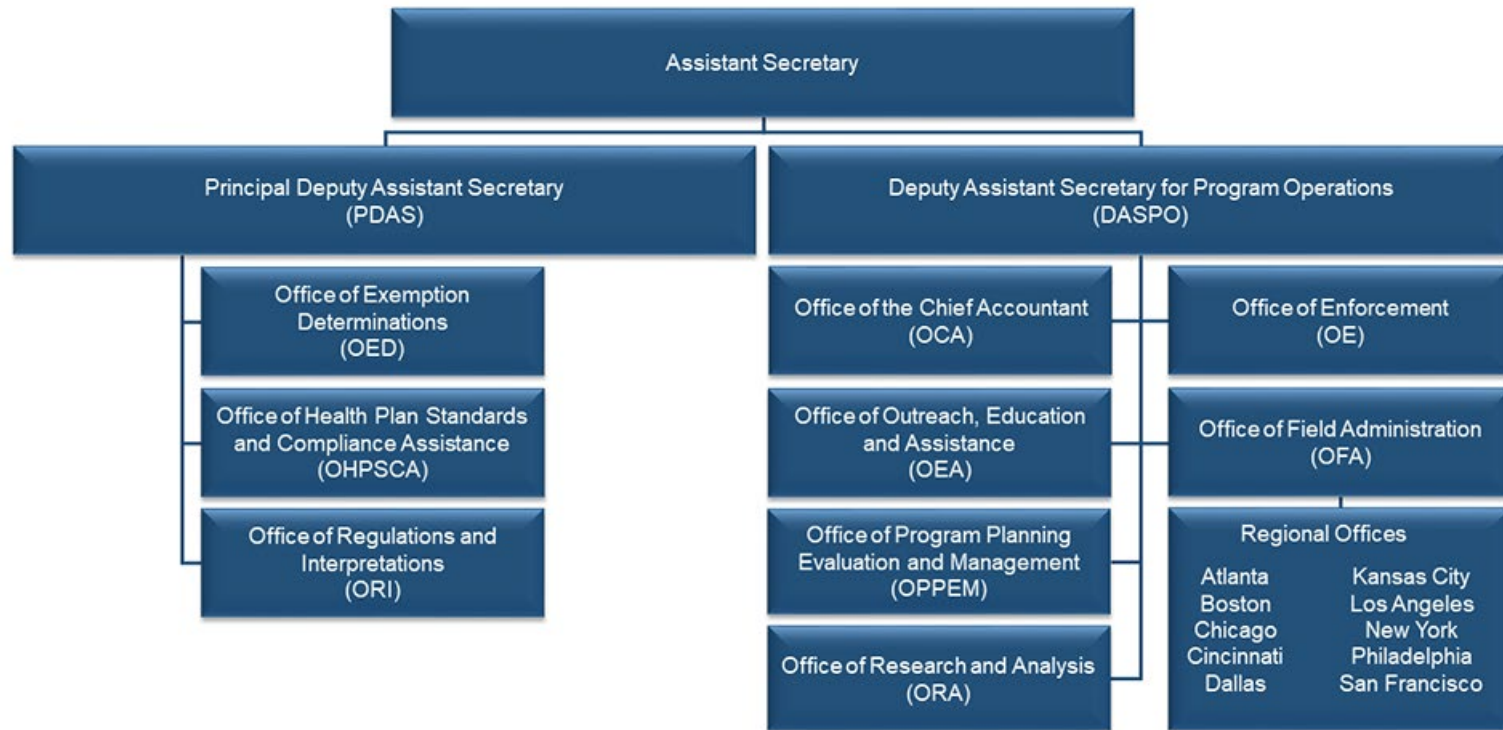 Assistant Secretary
Principal Deputy Assistant Secretary
(PDAS)
Deputy Assistant Secretary for Program Operations
(DASPO)
Office of Exemption
Determinations
(OED)
Office of Health Plan Standards
and Compliance Assistance
(OHPSCA)
Office of Regulations and
Interpretations
(ORI)
Office of the Chief Accountant
(OCA)
Office of Enforcement
(OE)
Office of Outreach, Education
and Assistance
(OEA)
Office of Field Administration
(OFA)
Office of Program Planning
Evaluation and Management
(OPPEM)
Office of Research and Analysis
(ORA)
Regional Offices
Atlanta
Boston
Chicago
Cincinnati
Dallas
Kansas City
Los Angeles
New York
Philadelphia
San Francisco